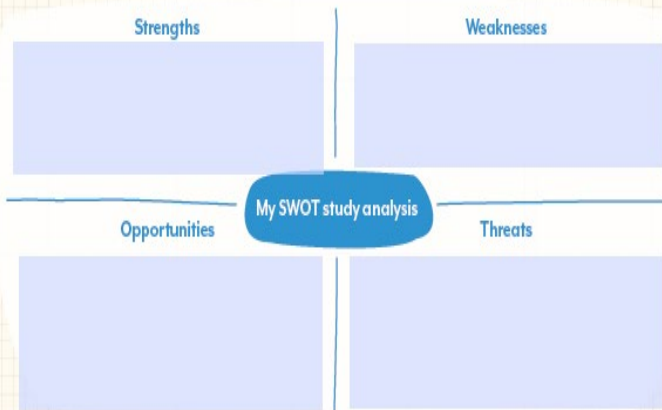 Strengths
Weaknesses
My SWOT study analysis
Opportunities
Threats